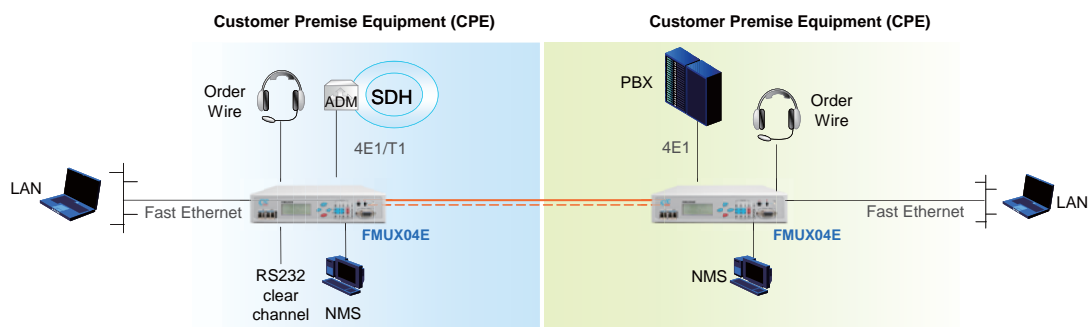 Customer Premise Equipment (CPE)
Customer Premise Equipment (CPE)
Order
Wire
ADM
SDH
4E1/T1
PBX
Order
Wire
4E1
LAN
Fast Ethernet
FMUX04E
RS232
clear
channel
NMS
FMUX04E
Fast Ethernet
LAN
NMS